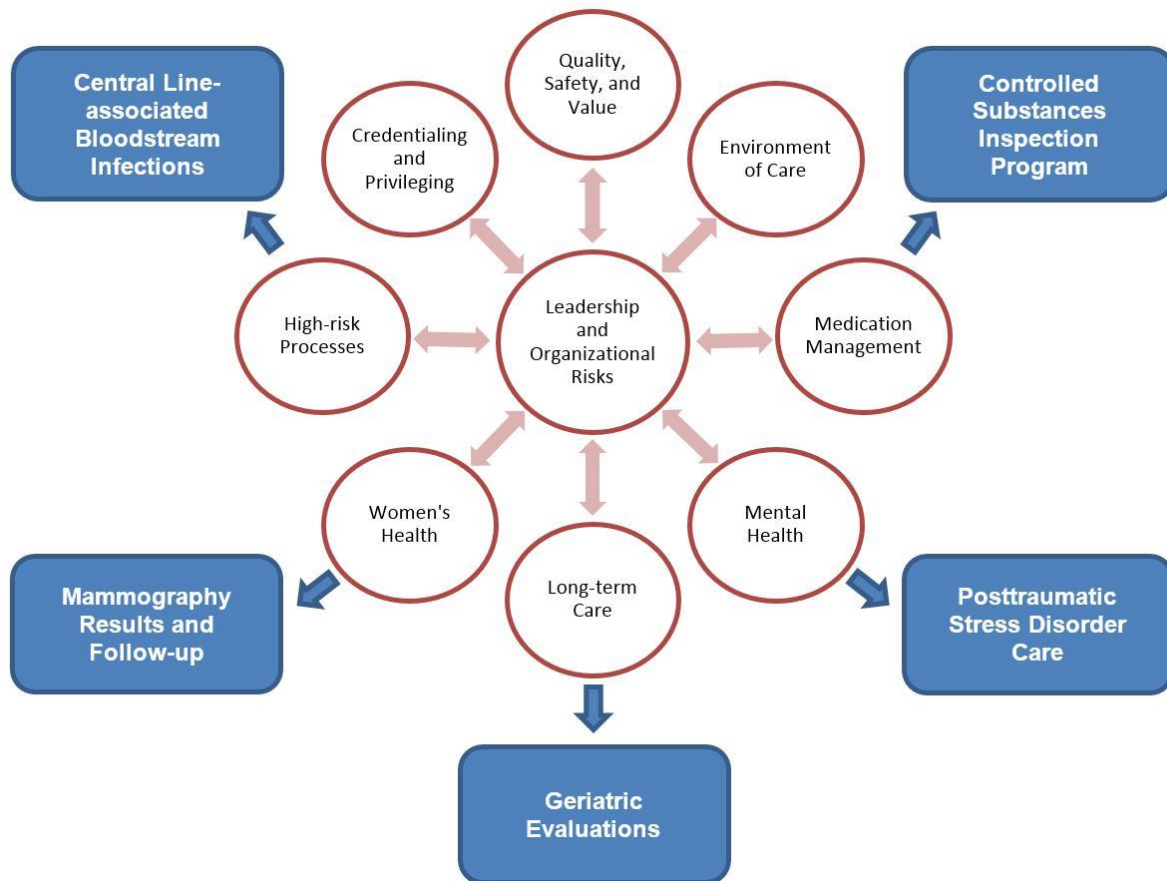 Quality,
Safety, and
Value
Central Line-
associated
Bloodstream
Infections
Controlled
Substances
Inspection
Program
Credentialing
and
Privileging
Environment
of Care
High-risk
Processes
Leadership
and
Organizational
Risks
Medication
Management
Women's
Health
Mental
Health
Long-term
Care
Mammography
Results and
Follow-up
Posttraumatic
Stress Disorder
Care
Geriatric
Evaluations